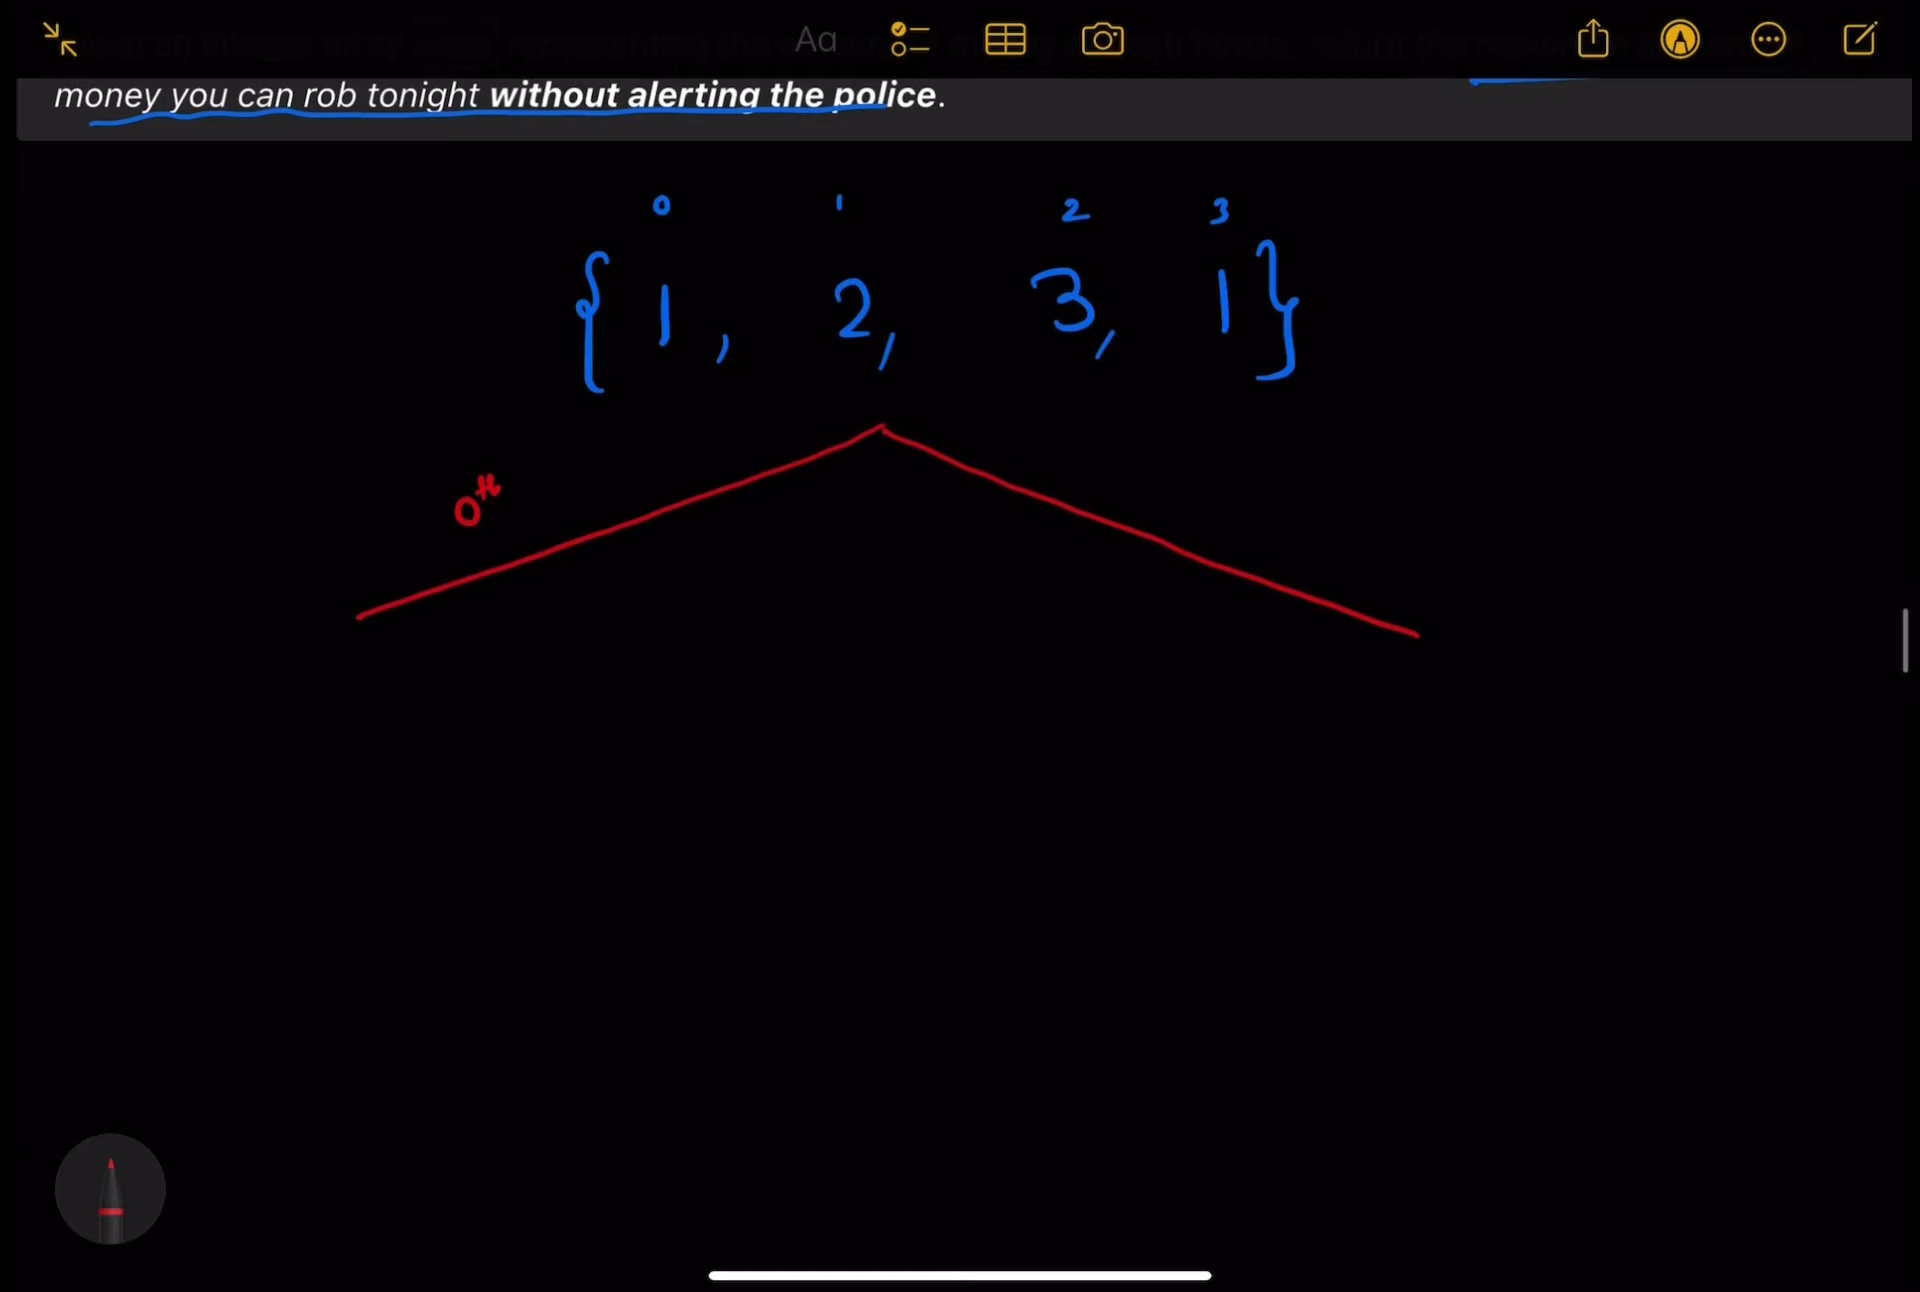 Aa
money you can rob tonight without alerting the police.
0 1 2 3
{ 1 , 2, 3, 1 }
0th